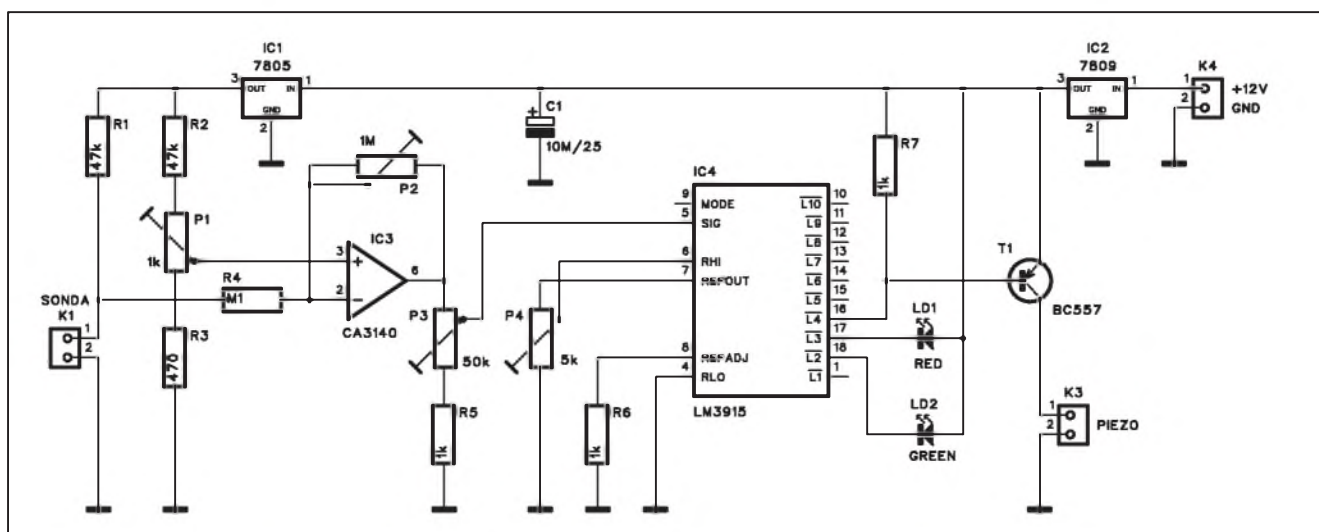 IC1
7805
3 OUT IN 1
GND
2
IC2
7809
3 OUT IN 1
GND
2
K4
1 +12V
2 GND
R1
47k
R2
47k
C1
+
10M/25
1M
P2
R7
1k
P1
1k
R4
M1
IC3
3 +
2 −
6
CA3140
SONDA
K1
1
2
R3
470
P3
50k
P4
5k
R5
1k
R6
1k
IC4
9 MODE L10 10
5 SIG L9 11
L8 12
6 RHI L7 13
7 REFOUT L6 14
L5 15
L4 16
L3 17
8 REFADJ L2 18
4 RLO L1 1
LM3915
T1
BC557
LD1
RED
LD2
GREEN
K3
1
2
PIEZO